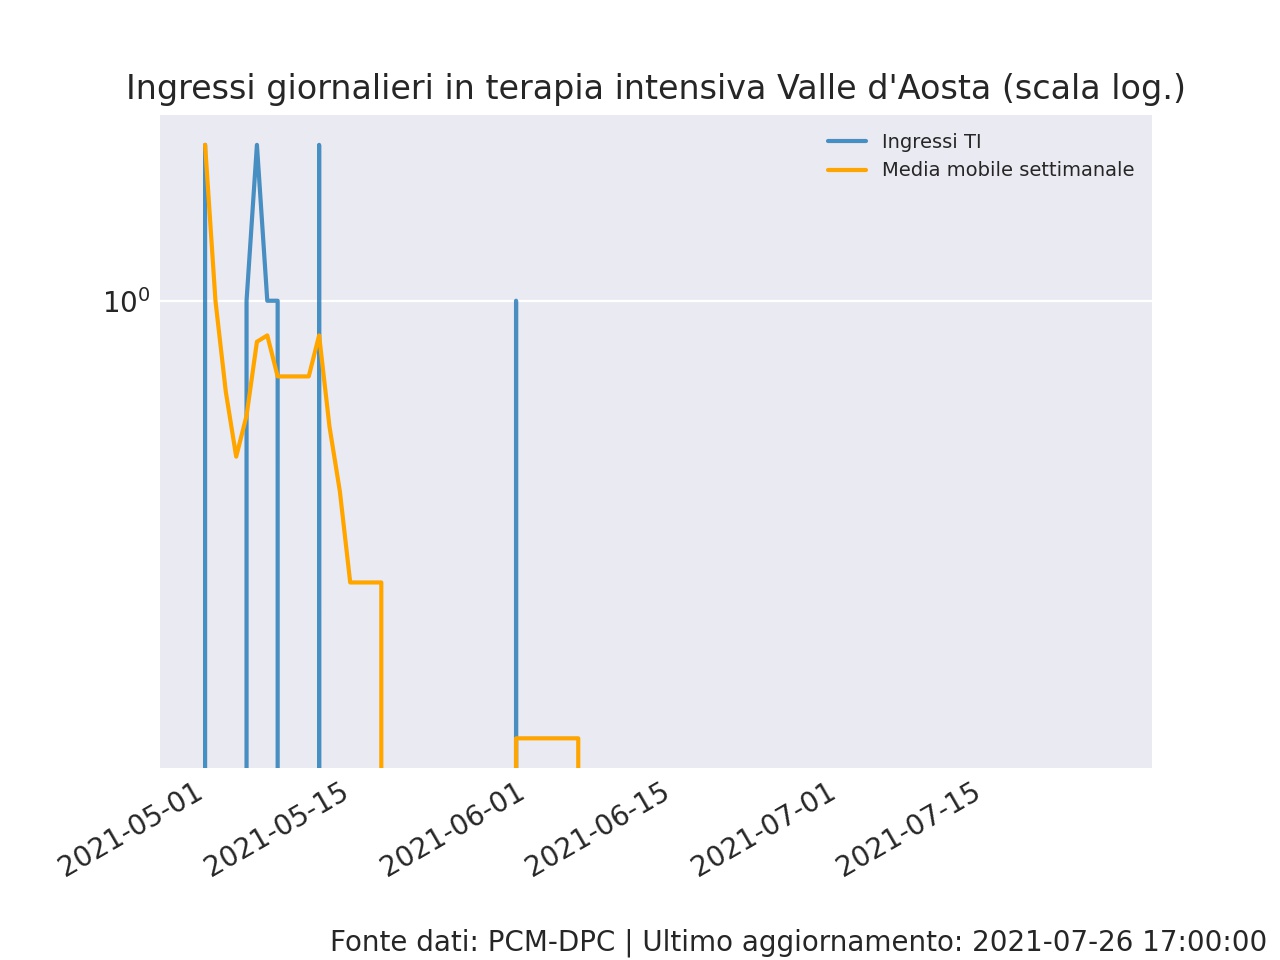 Ingressi giornalieri in terapia intensiva Valle d'Aosta (scala log.)
Ingressi TI
Media mobile settimanale
10⁰
2021-05-01
2021-05-15
2021-06-01
2021-06-15
2021-07-01
2021-07-15
Fonte dati: PCM-DPC | Ultimo aggiornamento: 2021-07-26 17:00:00